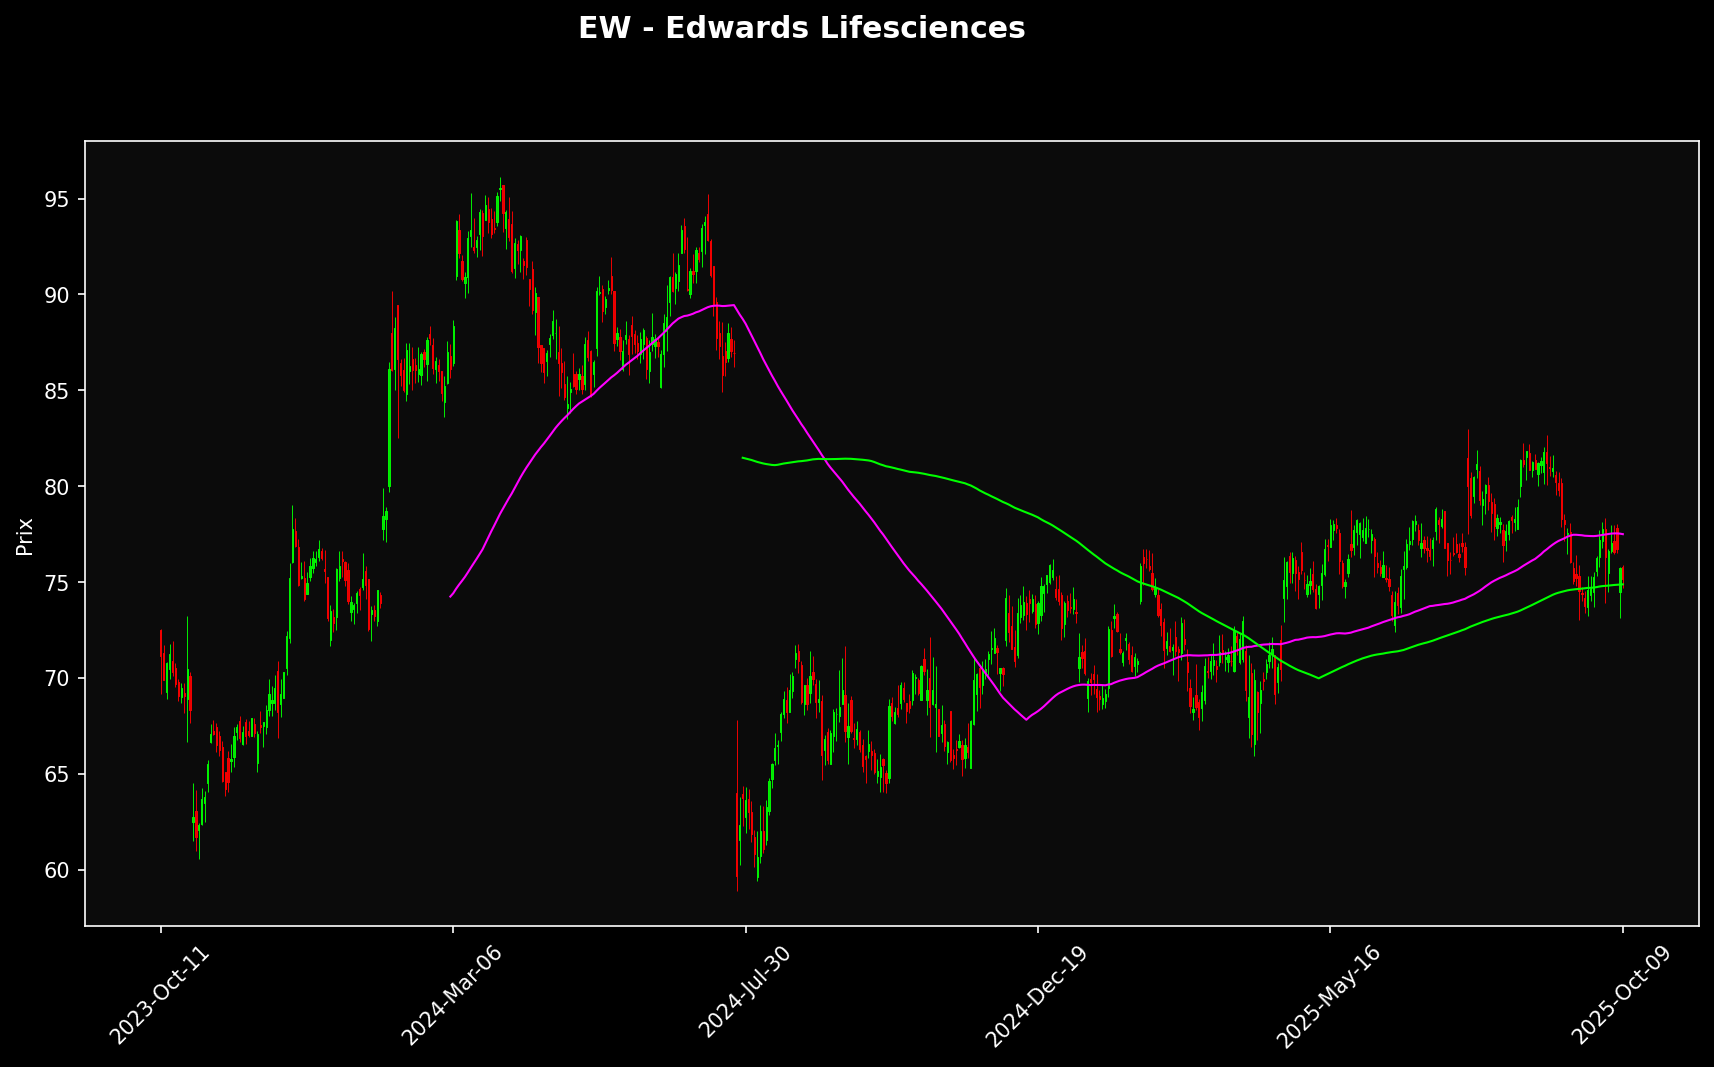 EW - Edwards Lifesciences
Prix
95
90
85
80
75
70
65
60
2023-Oct-11
2024-Mar-06
2024-Jul-30
2024-Dec-19
2025-May-16
2025-Oct-09